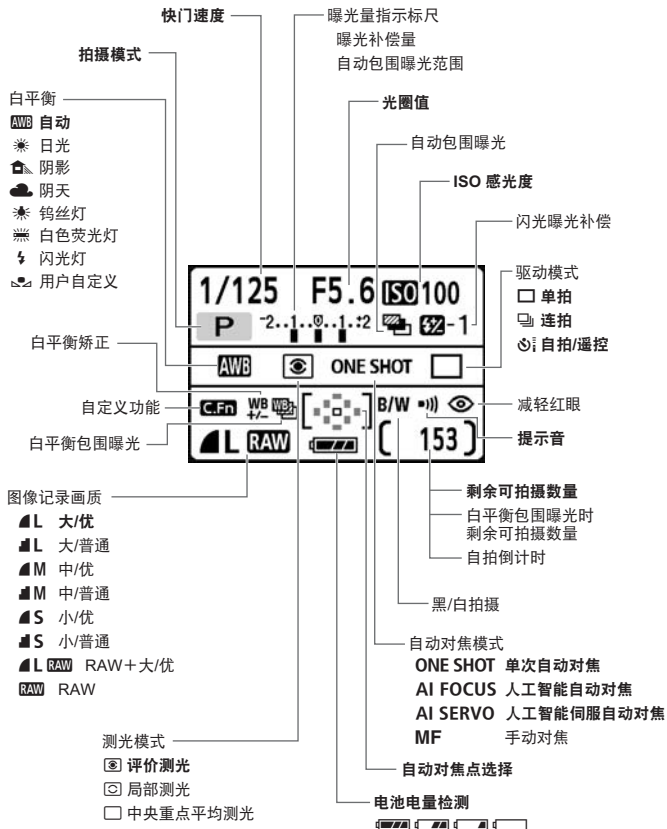 快门速度
曝光量指示标尺
曝光补偿量
自动包围曝光范围
拍摄模式
光圈值
白平衡
AWB 自动
日光
阴影
阴天
钨丝灯
白色荧光灯
闪光灯
用户自定义
自动包围曝光
ISO 感光度
闪光曝光补偿
驱动模式
单拍
连拍
自拍/遥控
1/125 F5.6 ISO 100
P -2..1..0..1.:2 -1
AWB ONE SHOT
C.Fn WB +/- WB B/W
L RAW [ 153 ]
白平衡矫正
自定义功能
白平衡包围曝光
减轻红眼
提示音
图像记录画质
L 大/优
L 大/普通
M 中/优
M 中/普通
S 小/优
S 小/普通
L RAW RAW+大/优
RAW RAW
剩余可拍摄数量
白平衡包围曝光时
剩余可拍摄数量
自拍倒计时
黑/白拍摄
自动对焦模式
ONE SHOT 单次自动对焦
AI FOCUS 人工智能自动对焦
AI SERVO 人工智能伺服自动对焦
MF 手动对焦
测光模式
评价测光
局部测光
中央重点平均测光
自动对焦点选择
电池电量检测